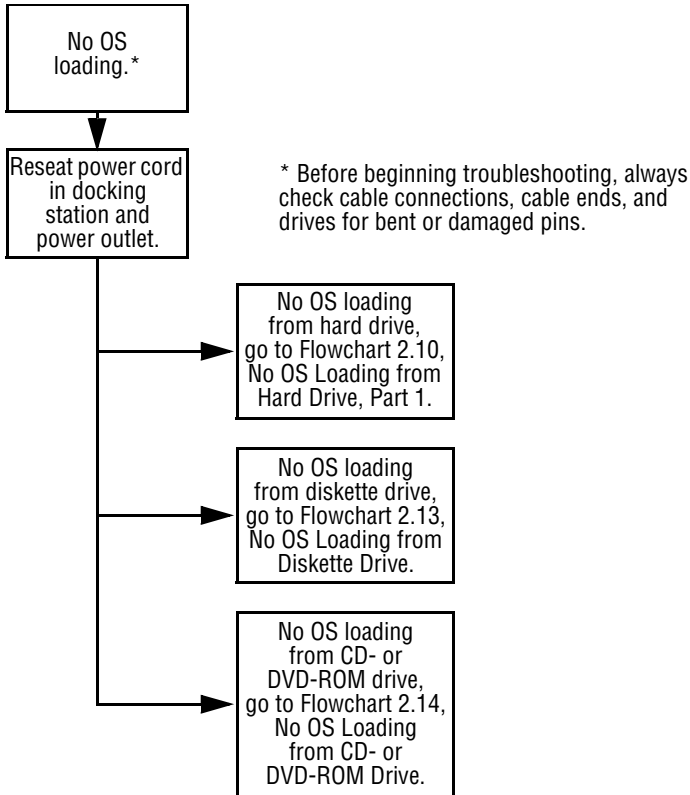 No OS
loading.*
Reseat power cord
in docking
station and
power outlet.
* Before beginning troubleshooting, always
check cable connections, cable ends, and
drives for bent or damaged pins.
No OS loading
from hard drive,
go to Flowchart 2.10,
No OS Loading from
Hard Drive, Part 1.
No OS loading
from diskette drive,
go to Flowchart 2.13,
No OS Loading from
Diskette Drive.
No OS loading
from CD- or
DVD-ROM drive,
go to Flowchart 2.14,
No OS Loading
from CD- or
DVD-ROM Drive.